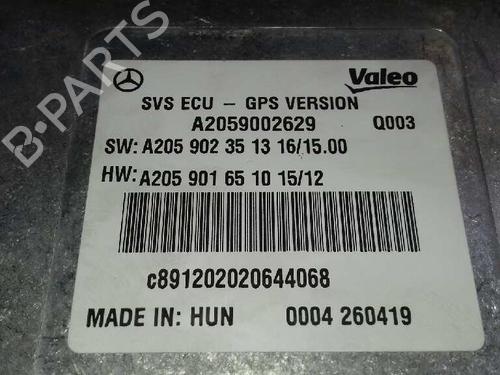 B-PARTS
Valeo
SVS ECU - GPS VERSION
A2059002629 Q003
SW: A205 902 35 13 16/15.00
HW: A205 901 65 10 15/12
c891202020644068
MADE IN: HUN 0004 260419